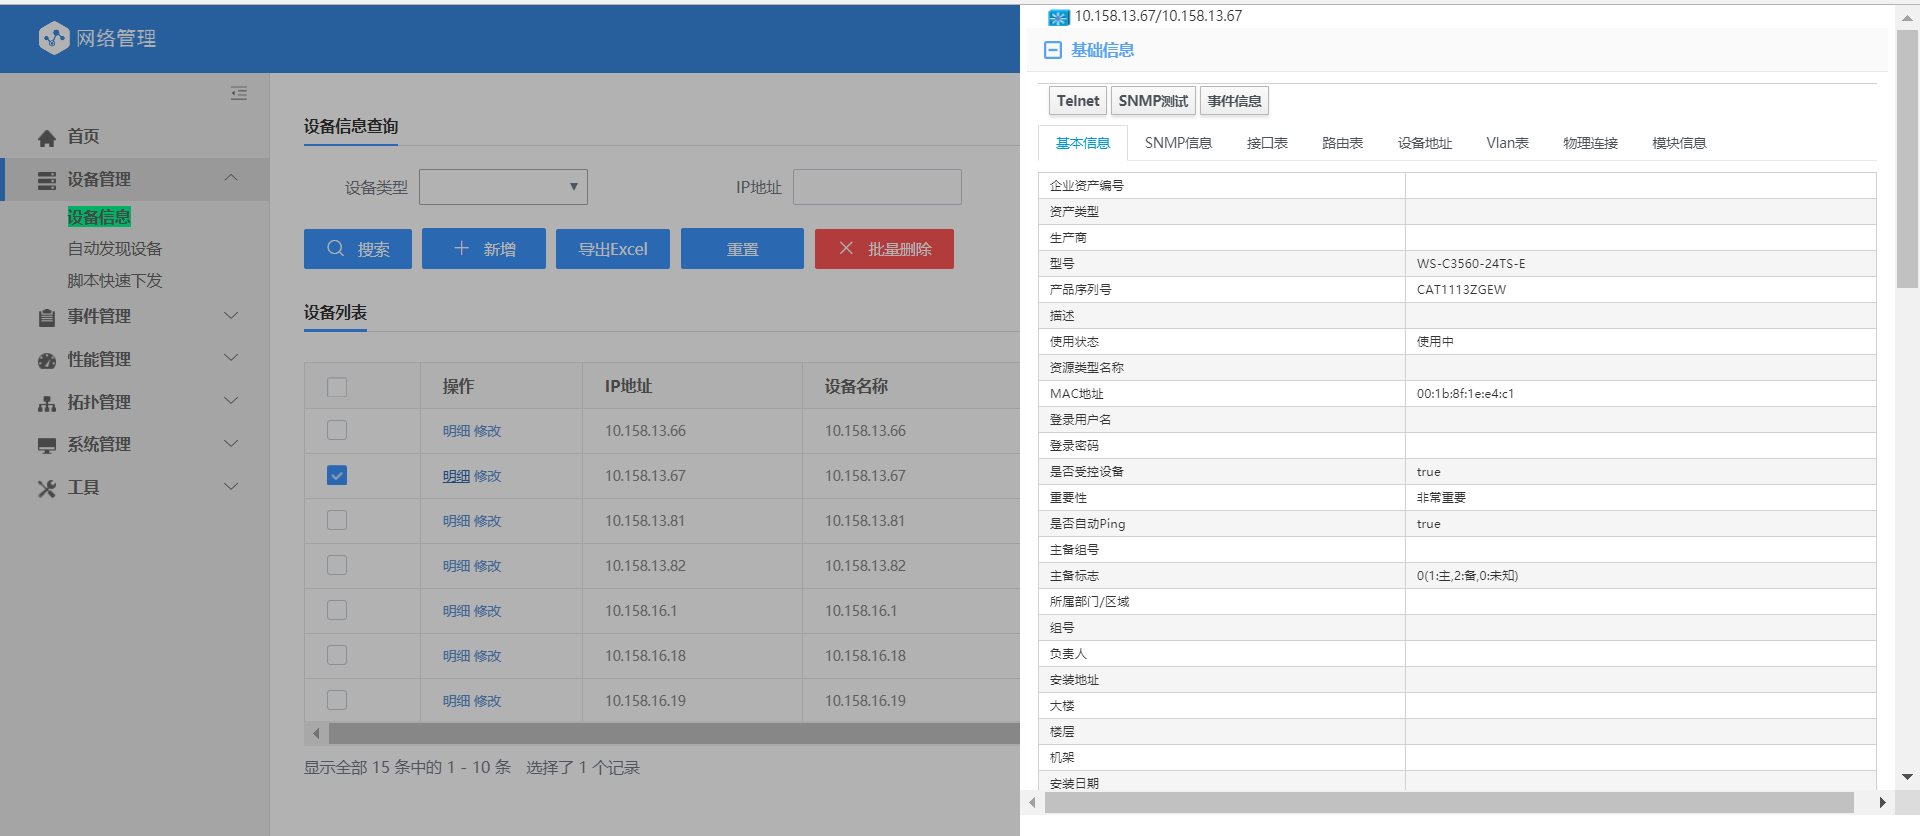 网络管理
首页
设备管理
设备信息
自动发现设备
脚本快速下发
事件管理
性能管理
拓扑管理
系统管理
工具
设备信息查询
设备类型 IP地址
搜索 新增 导出Excel 重置 批量删除
设备列表
操作 IP地址 设备名称
明细 修改 10.158.13.66 10.158.13.66
明细 修改 10.158.13.67 10.158.13.67
明细 修改 10.158.13.81 10.158.13.81
明细 修改 10.158.13.82 10.158.13.82
明细 修改 10.158.16.1 10.158.16.1
明细 修改 10.158.16.18 10.158.16.18
明细 修改 10.158.16.19 10.158.16.19
显示全部 15 条中的 1 - 10 条 选择了 1 个记录
10.158.13.67/10.158.13.67
基础信息
Telnet SNMP测试 事件信息
基本信息 SNMP信息 接口表 路由表 设备地址 Vlan表 物理连接 模块信息
企业资产编号
资产类型
生产商
型号 WS-C3560-24TS-E
产品序列号 CAT1113ZGEW
描述
使用状态 使用中
资源类型名称
MAC地址 00:1b:8f:1e:e4:c1
登录用户名
登录密码
是否受控设备 true
重要性 非常重要
是否自动Ping true
主备组号
主备标志 0(1:主,2:备,0:未知)
所属部门/区域
组号
负责人
安装地址
大楼
楼层
机架
安装日期